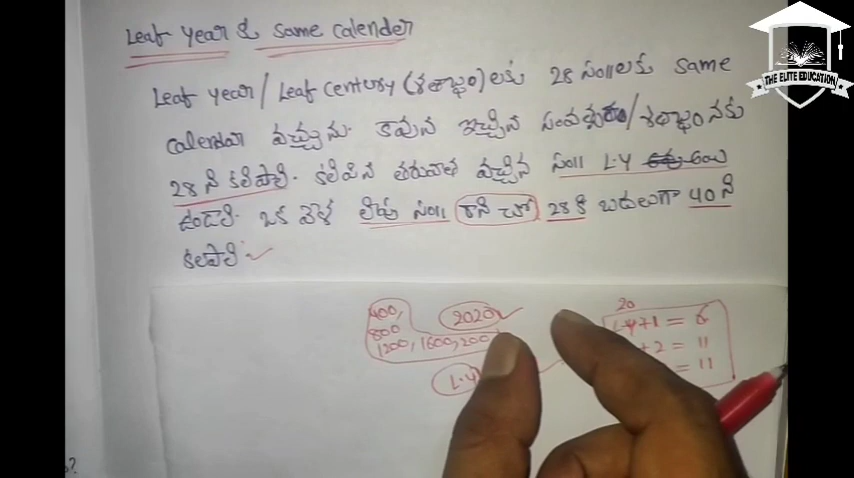 Leaf year & same calender
Leaf year / Leaf century (శతాబ్దం) లకు 28 సం॥లకు same
calendar వచ్చును. కావున ఇచ్చిన సంవత్సరం / శతాబ్దంనకు
28 ని కలపాలి. కలిపిన తరువాత వచ్చిన సం॥ L.Y అయి
ఉండాలి. ఒక వేళ లీపు సం॥ కాని చో 28 కి బదులుగా 40 ని
కలపాలి
400,
800
1200, 1600, 200
2020
L.Y
20
L.Y+1 = 6
+2 = 11
= 11
THE ELITE EDUCATION